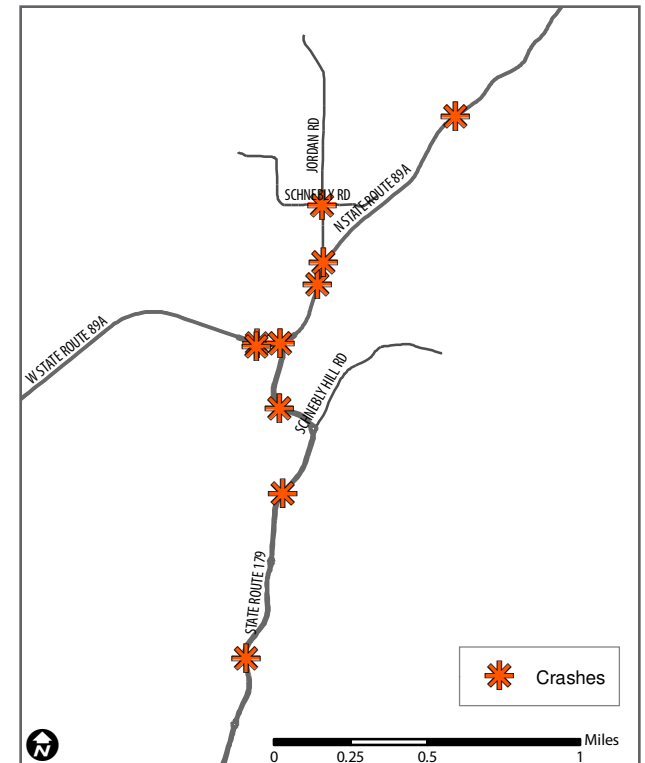 JORDAN RD
SCHNEBLY RD
N STATE ROUTE 89A
W STATE ROUTE 89A
SCHNEBLY HILL RD
STATE ROUTE 179
Crashes
N
Miles
0 0.25 0.5 1